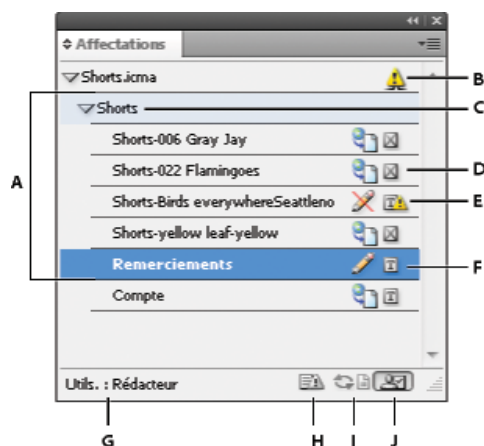 Affectations
Shorts.icma
B
Shorts
C
Shorts-006 Gray Jay
Shorts-022 Flamingoes
D
A
Shorts-Birds everywhereSeattleno
E
Shorts-yellow leaf-yellow
Remerciements
F
Compte
Utils. : Rédacteur
G H I J